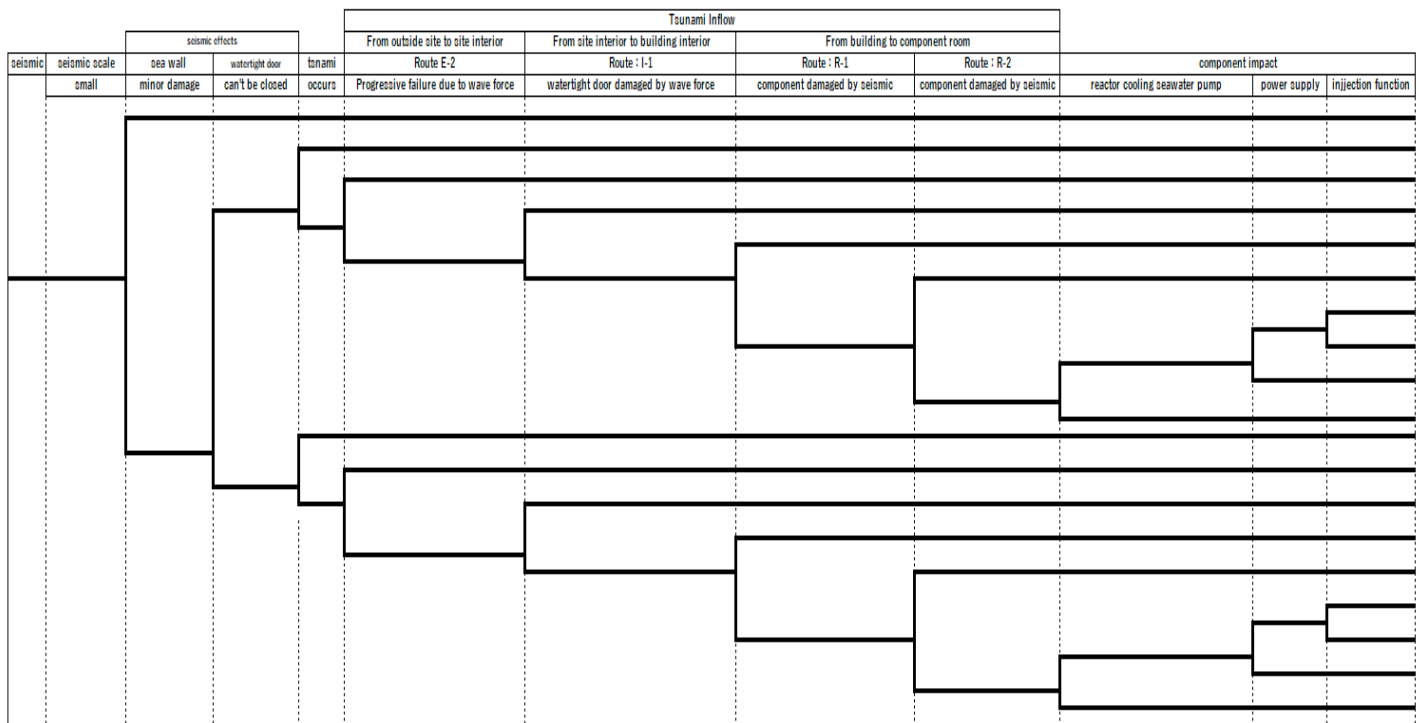 Tsunami Inflow
seismic effects
From outside site to site interior
From site interior to building interior
From building to component room
seismic
seismic scale
sea wall
watertight door
tsnami
Route E-2
Route : I-1
Route : R-1
Route : R-2
component impact
small
minor damage
can't be closed
occurs
Progressive failure due to wave force
watertight door damaged by wave force
component damaged by seismic
component damaged by seismic
reactor cooling seawater pump
power supply
injjection function